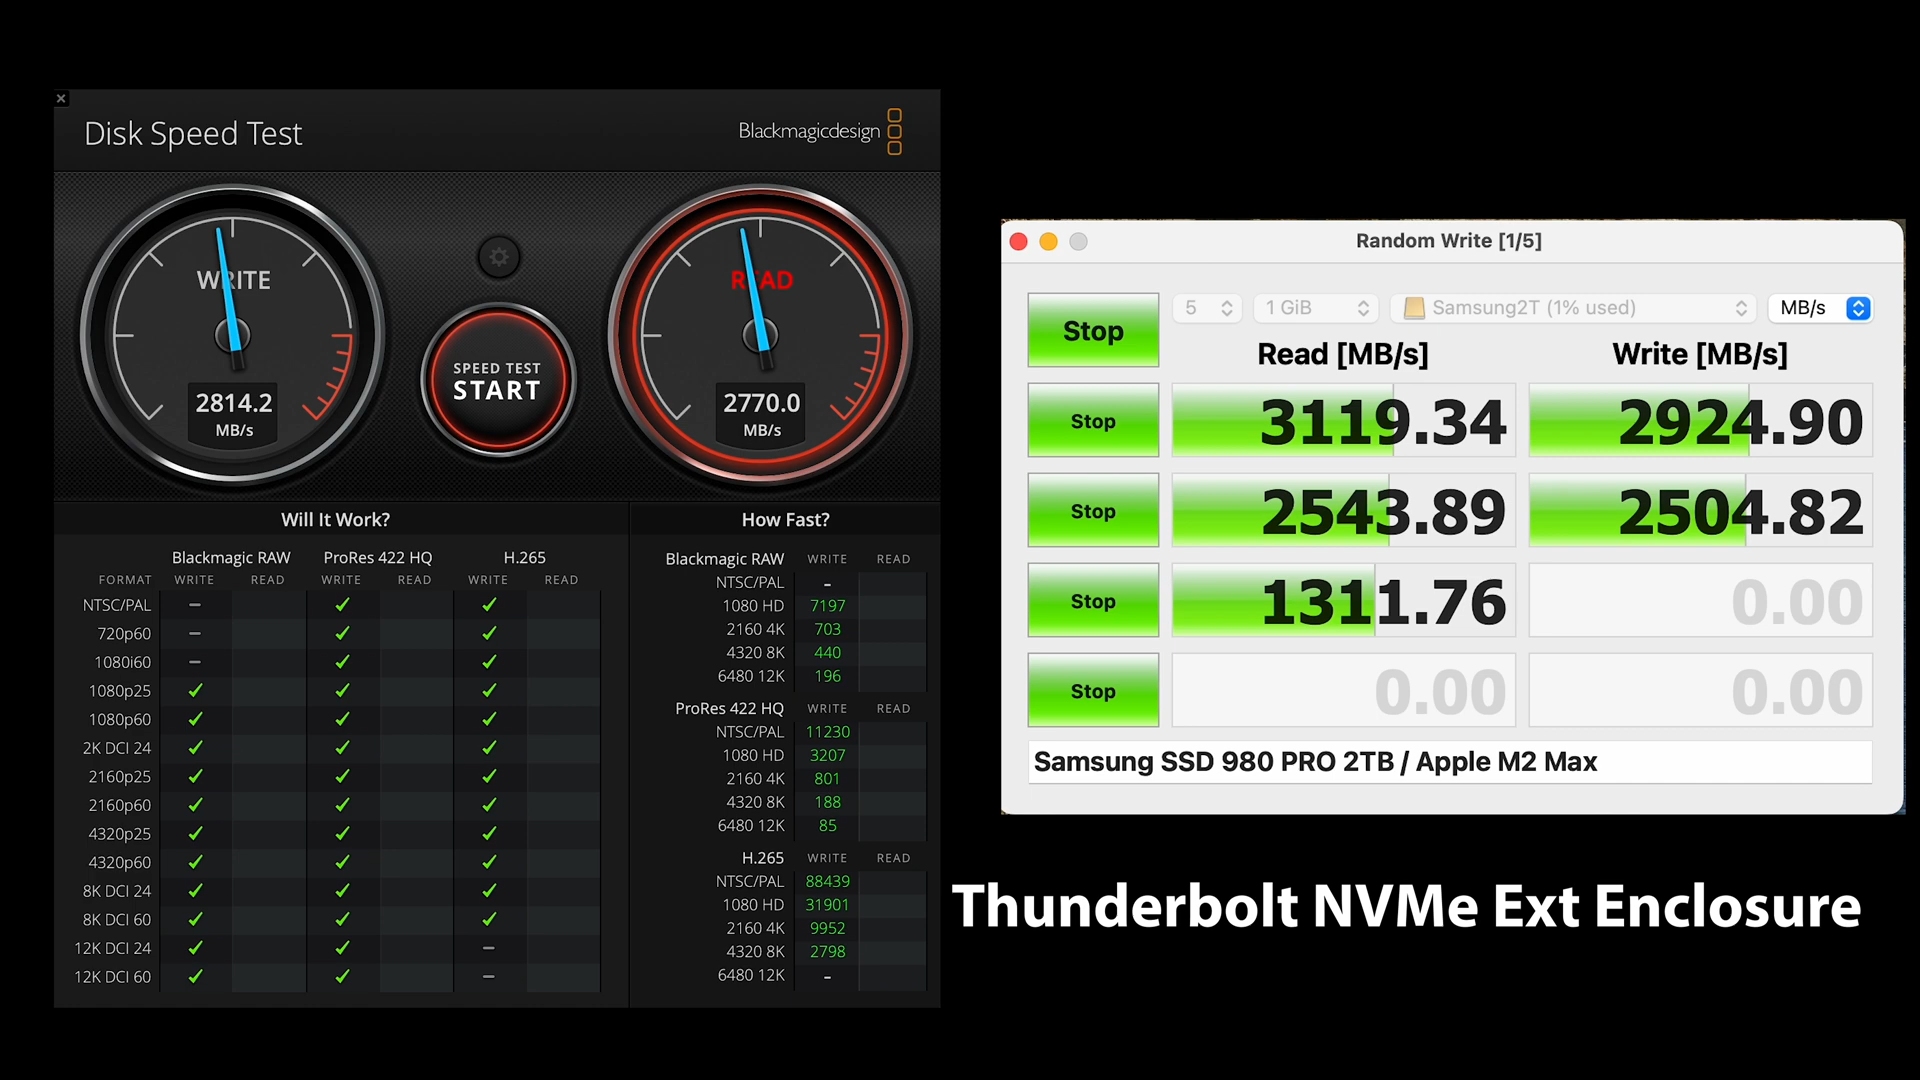 Disk Speed Test
Blackmagicdesign
WRITE
2814.2
MB/s
SPEED TEST
START
READ
2770.0
MB/s
Will It Work?
Blackmagic RAW ProRes 422 HQ H.265
FORMAT WRITE READ WRITE READ WRITE READ
NTSC/PAL – ✓ ✓
720p60 – ✓ ✓
1080i60 – ✓ ✓
1080p25 ✓ ✓ ✓
1080p60 ✓ ✓ ✓
2K DCI 24 ✓ ✓ ✓
2160p25 ✓ ✓ ✓
2160p60 ✓ ✓ ✓
4320p25 ✓ ✓ ✓
4320p60 ✓ ✓ ✓
8K DCI 24 ✓ ✓ ✓
8K DCI 60 ✓ ✓ ✓
12K DCI 24 ✓ ✓ –
12K DCI 60 ✓ ✓ –
How Fast?
Blackmagic RAW WRITE READ
NTSC/PAL –
1080 HD 7197
2160 4K 703
4320 8K 440
6480 12K 196
ProRes 422 HQ WRITE READ
NTSC/PAL 11230
1080 HD 3207
2160 4K 801
4320 8K 188
6480 12K 85
H.265 WRITE READ
NTSC/PAL 88439
1080 HD 31901
2160 4K 9952
4320 8K 2798
6480 12K –
Random Write [1/5]
Stop 5 1 GiB Samsung2T (1% used) MB/s
Read [MB/s] Write [MB/s]
Stop 3119.34 2924.90
Stop 2543.89 2504.82
Stop 1311.76 0.00
Stop 0.00 0.00
Samsung SSD 980 PRO 2TB / Apple M2 Max
Thunderbolt NVMe Ext Enclosure